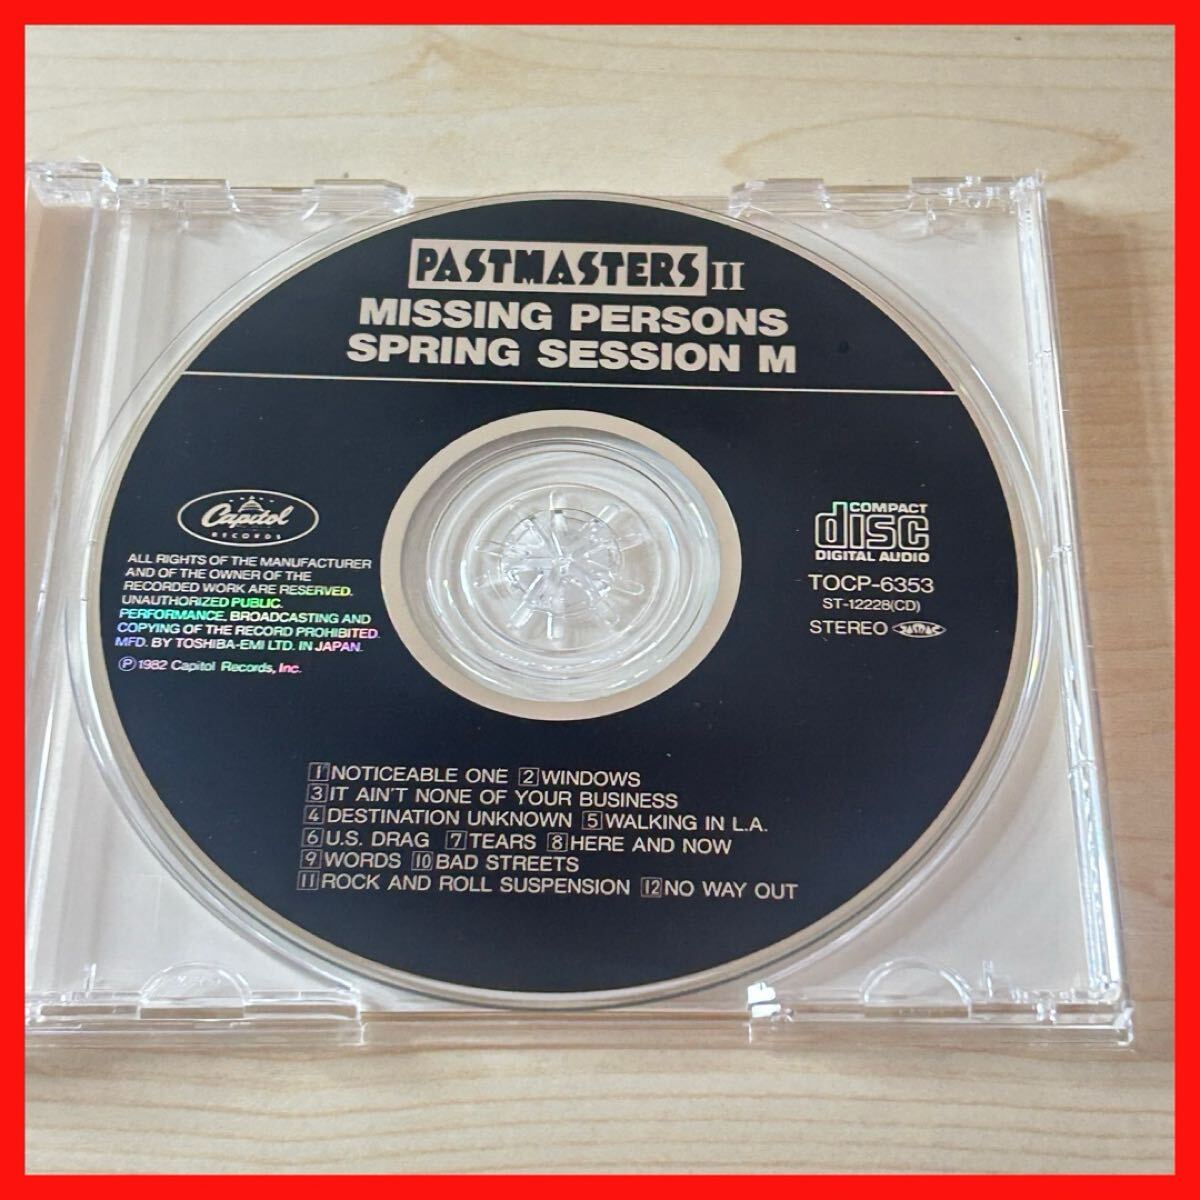 PASTMASTERS II
MISSING PERSONS
SPRING SESSION M
Capitol
RECORDS
ALL RIGHTS OF THE MANUFACTURER
AND OF THE OWNER OF THE
RECORDED WORK ARE RESERVED.
UNAUTHORIZED PUBLIC.
PERFORMANCE, BROADCASTING AND
COPYING OF THE RECORD PROHIBITED.
MFD. BY TOSHIBA-EMI LTD. IN JAPAN.
Ⓟ1982 Capitol Records, Inc.
COMPACT
disc
DIGITAL AUDIO
TOCP-6353
ST-12228(CD)
STEREO JASRAC
1 NOTICEABLE ONE 2 WINDOWS
3 IT AIN'T NONE OF YOUR BUSINESS
4 DESTINATION UNKNOWN 5 WALKING IN L.A.
6 U.S. DRAG 7 TEARS 8 HERE AND NOW
9 WORDS 10 BAD STREETS
11 ROCK AND ROLL SUSPENSION 12 NO WAY OUT